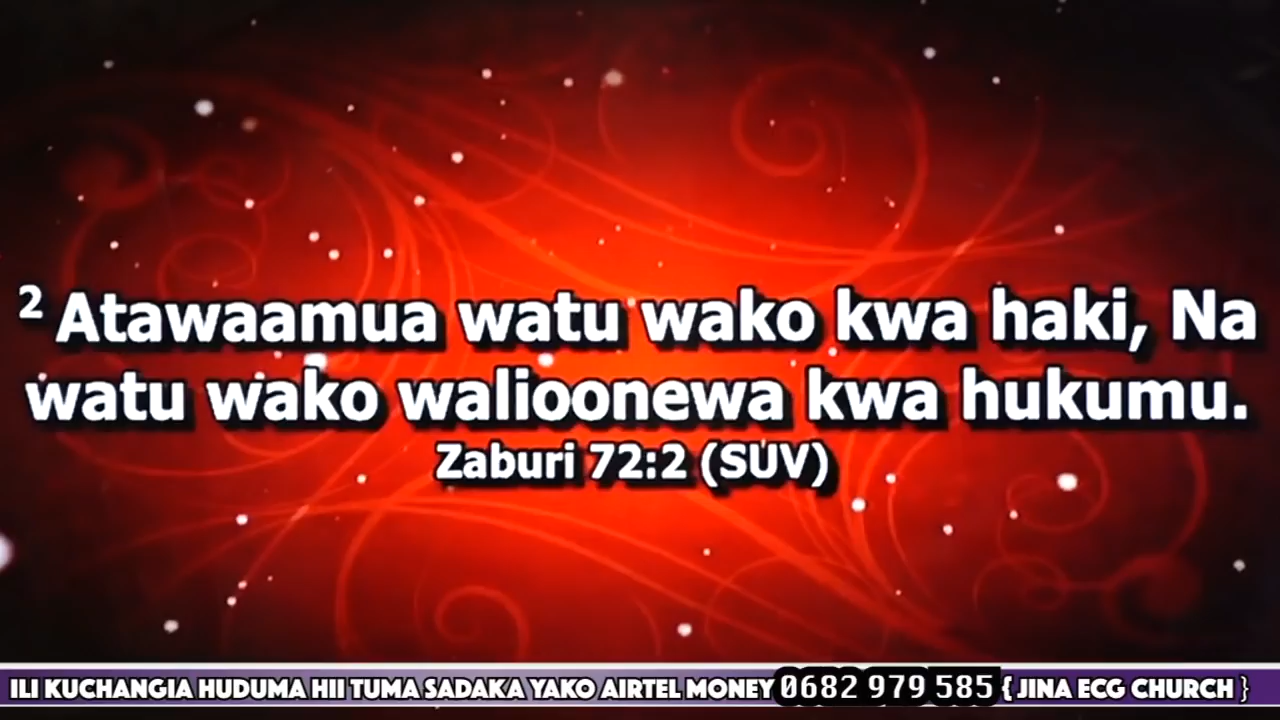 2 Atawaamua watu wako kwa haki, Na
watu wako walioonewa kwa hukumu.
Zaburi 72:2 (SUV)
ILI KUCHANGIA HUDUMA HII TUMA SADAKA YAKO AIRTEL MONEY 0682 979 585 { JINA ECG CHURCH }